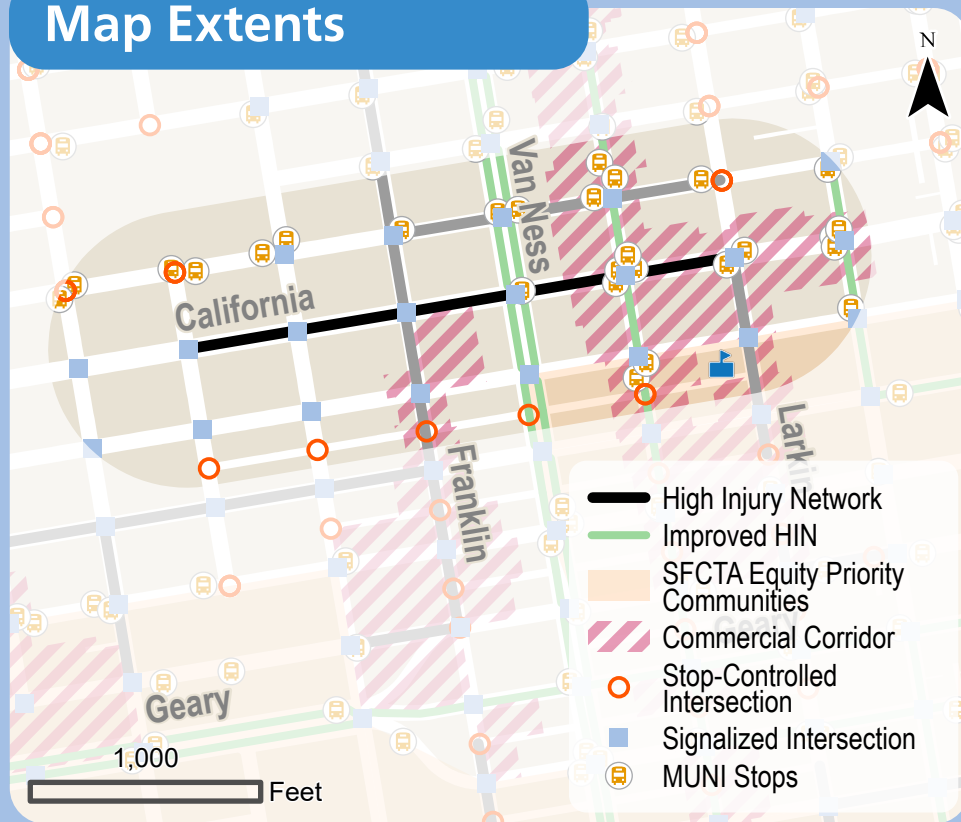 Map Extents
N
Van Ness
California
Franklin
Larkin
Geary
Geary
1,000
Feet
High Injury Network
Improved HIN
SFCTA Equity Priority
Communities
Commercial Corridor
Stop-Controlled
Intersection
Signalized Intersection
MUNI Stops